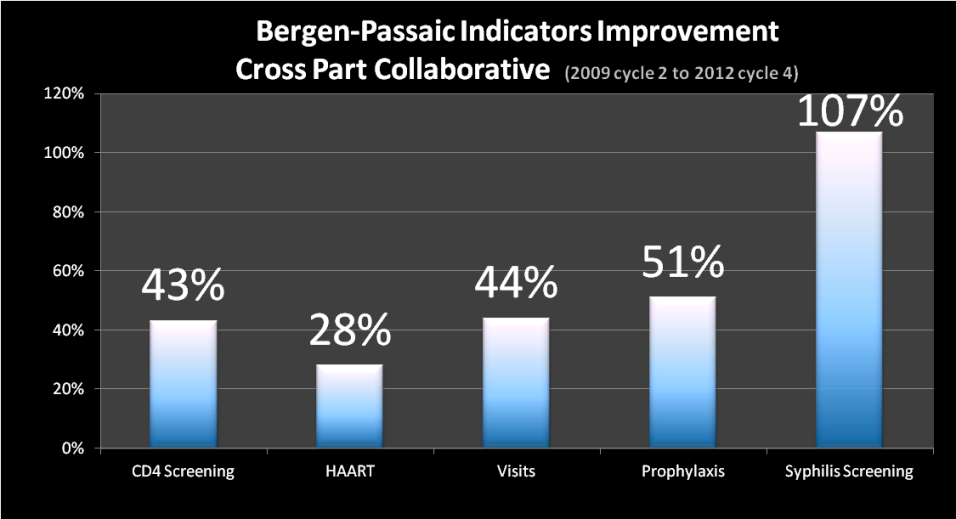 Bergen-Passaic Indicators Improvement
Cross Part Collaborative (2009 cycle 2 to 2012 cycle 4)
120%
100%
80%
60%
40%
20%
0%
43%
28%
44%
51%
107%
CD4 Screening
HAART
Visits
Prophylaxis
Syphilis Screening